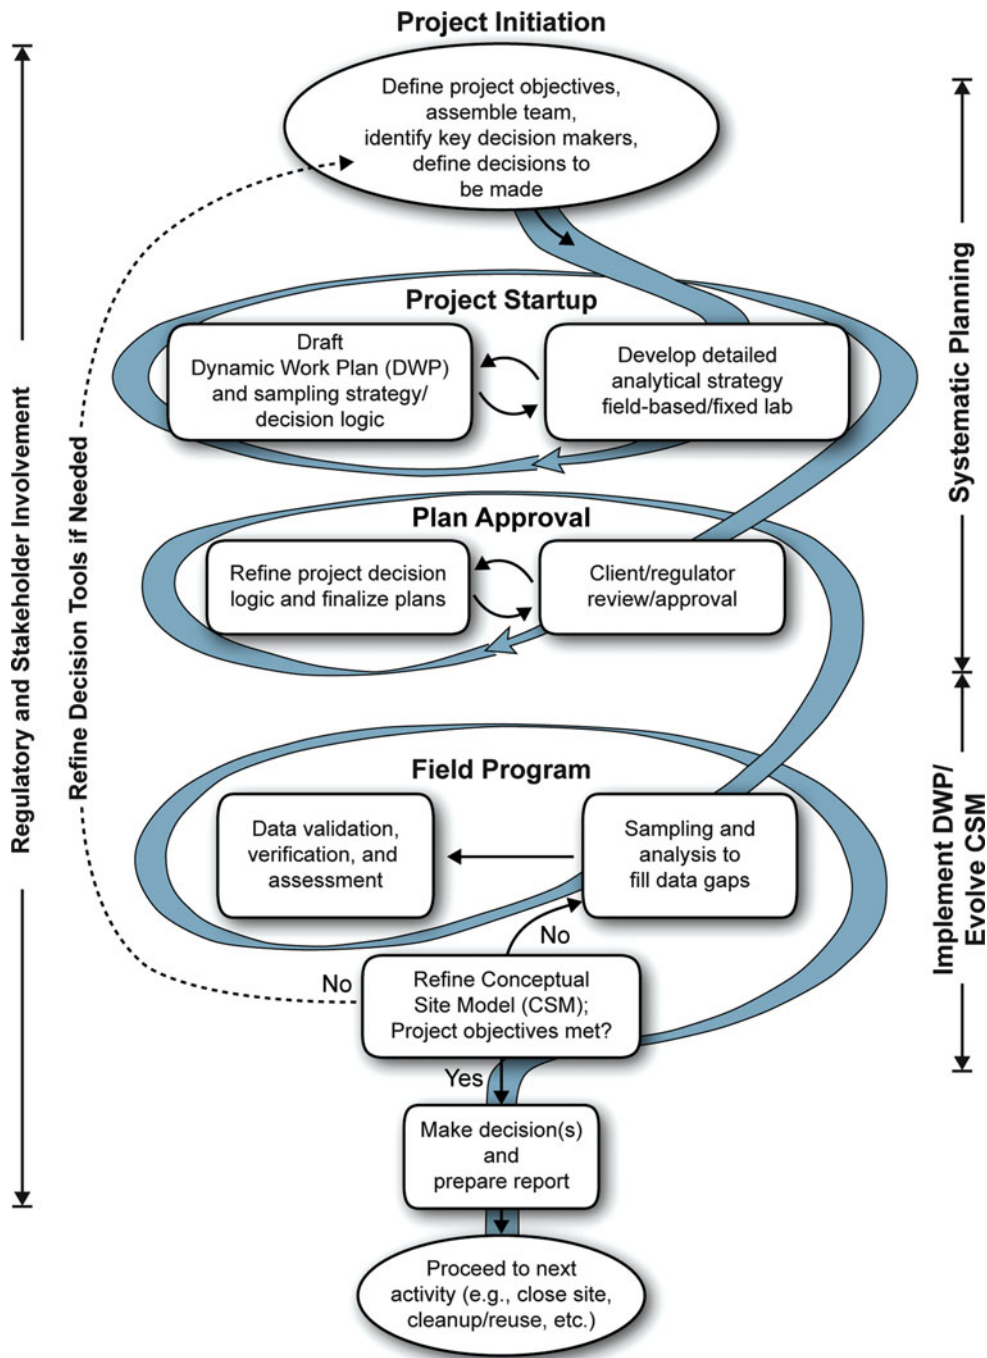 Project Initiation
Define project objectives,
assemble team,
identify key decision makers,
define decisions to
be made
Project Startup
Draft
Dynamic Work Plan (DWP)
and sampling strategy/
decision logic
Develop detailed
analytical strategy
field-based/fixed lab
Plan Approval
Refine project decision
logic and finalize plans
Client/regulator
review/approval
Field Program
Data validation,
verification, and
assessment
Sampling and
analysis to
fill data gaps
No
No
Refine Conceptual
Site Model (CSM);
Project objectives met?
Yes
Make decision(s)
and
prepare report
Proceed to next
activity (e.g., close site,
cleanup/reuse, etc.)
Regulatory and Stakeholder Involvement
Refine Decision Tools if Needed
Systematic Planning
Implement DWP/
Evolve CSM